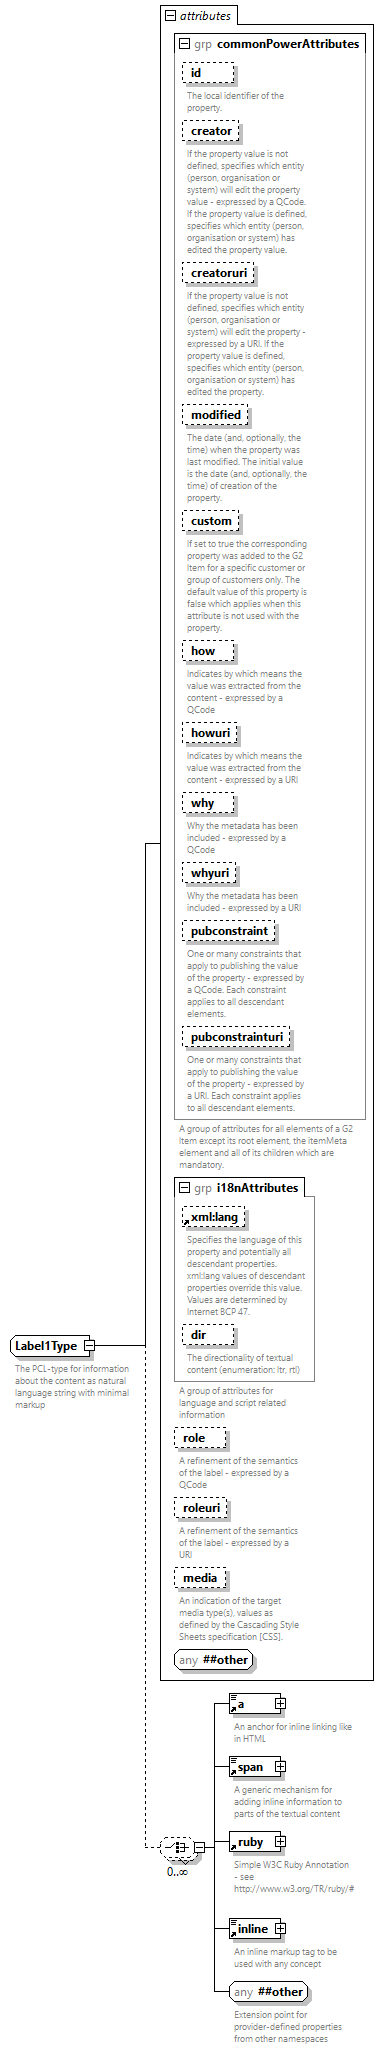 attributes
grp commonPowerAttributes
id
The local identifier of the
property.
creator
If the property value is not
defined, specifies which entity
(person, organisation or
system) will edit the property
value - expressed by a QCode.
If the property value is defined,
specifies which entity (person,
organisation or system) has
edited the property value.
creatoruri
If the property value is not
defined, specifies which entity
(person, organisation or
system) will edit the property -
expressed by a URI. If the
property value is defined,
specifies which entity (person,
organisation or system) has
edited the property.
modified
The date (and, optionally, the
time) when the property was
last modified. The initial value
is the date (and, optionally, the
time) of creation of the
property.
custom
If set to true the corresponding
property was added to the G2
Item for a specific customer or
group of customers only. The
default value of this property is
false which applies when this
attribute is not used with the
property.
how
Indicates by which means the
value was extracted from the
content - expressed by a
QCode
howuri
Indicates by which means the
value was extracted from the
content - expressed by a URI
why
Why the metadata has been
included - expressed by a
QCode
whyuri
Why the metadata has been
included - expressed by a URI
pubconstraint
One or many constraints that
apply to publishing the value
of the property - expressed by
a QCode. Each constraint
applies to all descendant
elements.
pubconstrainturi
One or many constraints that
apply to publishing the value
of the property - expressed by
a URI. Each constraint applies
to all descendant elements.
A group of attributes for all elements of a G2
Item except its root element, the itemMeta
element and all of its children which are
mandatory.
grp i18nAttributes
xml:lang
Specifies the language of this
property and potentially all
descendant properties.
xml:lang values of descendant
properties override this value.
Values are determined by
Internet BCP 47.
dir
The directionality of textual
content (enumeration: ltr, rtl)
A group of attributes for
language and script related
information
Label1Type
The PCL-type for information
about the content as natural
language string with minimal
markup
role
A refinement of the semantics
of the label - expressed by a
QCode
roleuri
A refinement of the semantics
of the label - expressed by a
URI
media
An indication of the target
media type(s), values as
defined by the Cascading Style
Sheets specification [CSS].
any ##other
a
An anchor for inline linking like
in HTML
span
A generic mechanism for
adding inline information to
parts of the textual content
ruby
Simple W3C Ruby Annotation
- see
http://www.w3.org/TR/ruby/#
0..∞
inline
An inline markup tag to be
used with any concept
any ##other
Extension point for
provider-defined properties
from other namespaces